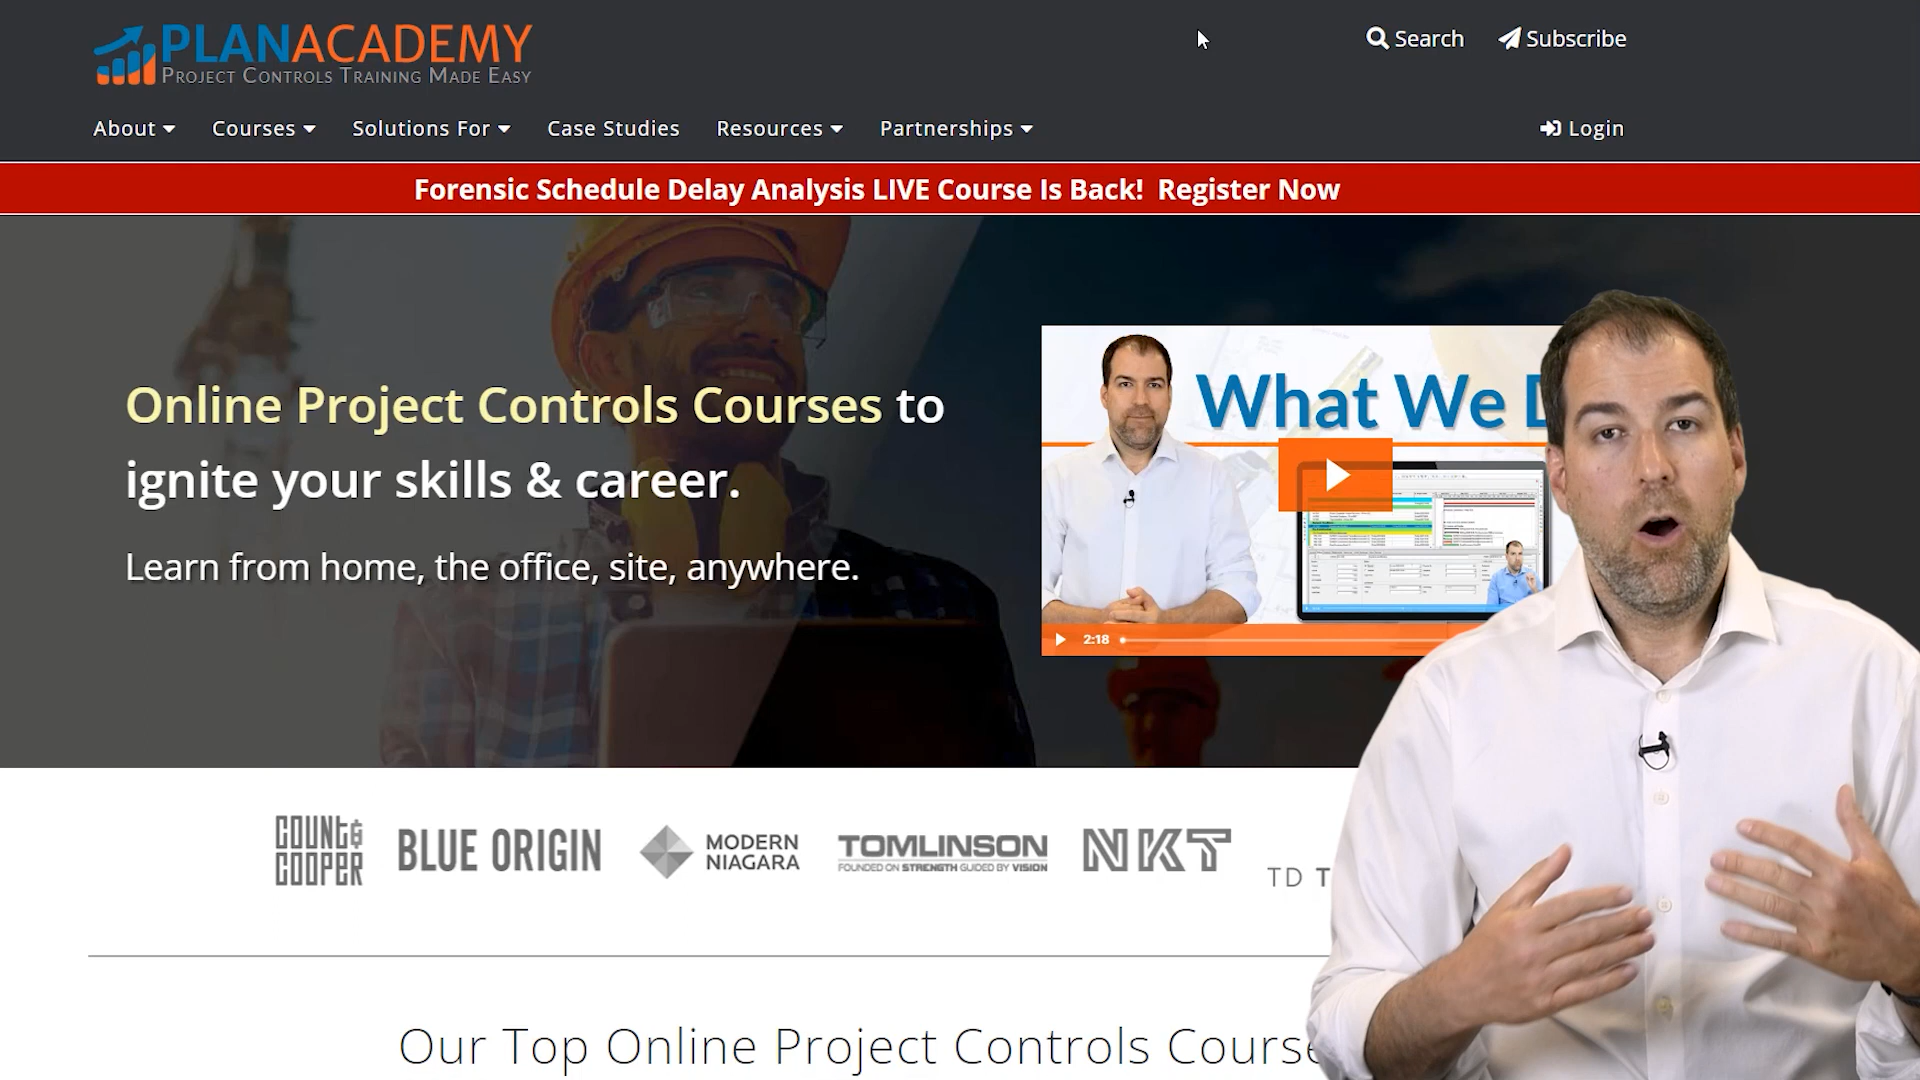 PLANACADEMY
PROJECT CONTROLS TRAINING MADE EASY
Search
Subscribe
About
Courses
Solutions For
Case Studies
Resources
Partnerships
Login
Forensic Schedule Delay Analysis LIVE Course Is Back! Register Now
Online Project Controls Courses to
ignite your skills & career.
Learn from home, the office, site, anywhere.
What We D
2:18
COUNT&
COOPER
BLUE ORIGIN
MODERN
NIAGARA
TOMLINSON
FOUNDED ON STRENGTH GUIDED BY VISION
NKT
TD T
Our Top Online Project Controls Course